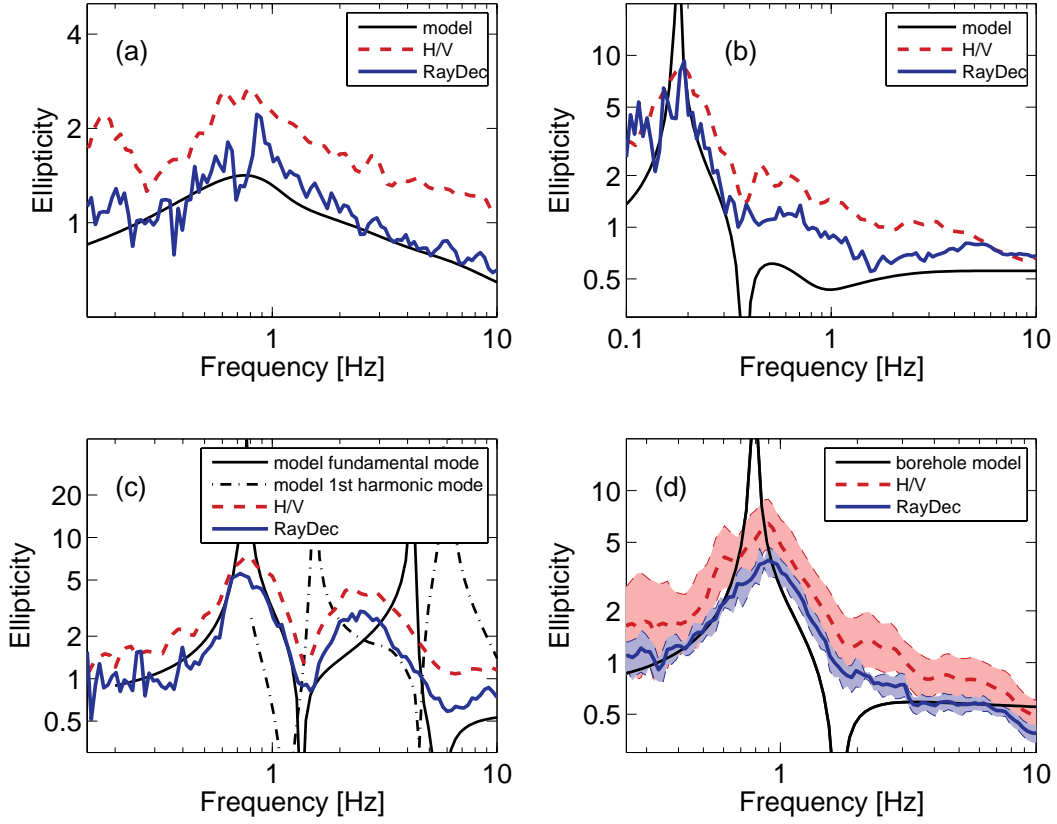 (a)
model
H/V
RayDec
4
2
1
Ellipticity
1
10
Frequency [Hz]
(b)
model
H/V
RayDec
10
5
2
1
0.5
Ellipticity
0.1
1
10
Frequency [Hz]
(c)
model fundamental mode
model 1st harmonic mode
H/V
RayDec
20
10
5
2
1
0.5
Ellipticity
1
10
Frequency [Hz]
(d)
borehole model
H/V
RayDec
10
5
2
1
0.5
Ellipticity
1
10
Frequency [Hz]